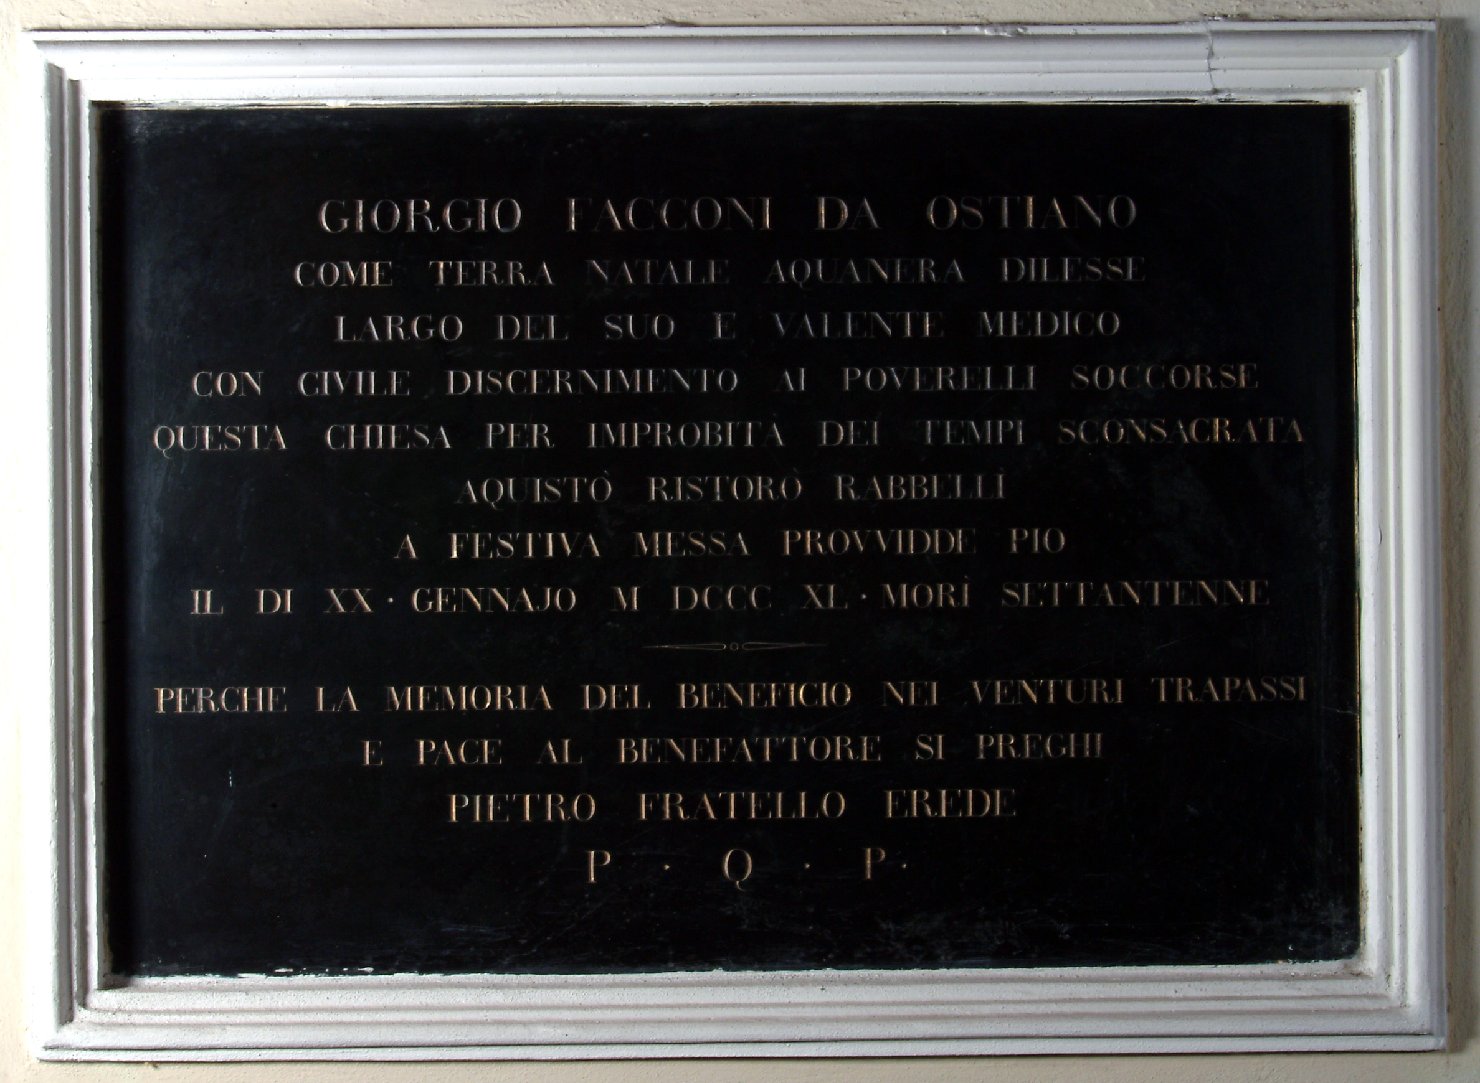 GIORGIO FACCONI DA OSTIANO
COME TERRA NATALE AQUANERA DILESSE
LARGO DEL SUO E VALENTE MEDICO
CON CIVILE DISCERNIMENTO AI POVERELLI SOCCORSE
QUESTA CHIESA PER IMPROBITÀ DEI TEMPI SCONSACRATA
AQUISTÒ RISTORÒ RABBELLÌ
A FESTIVA MESSA PROVVIDDE PIO
IL DI XX · GENNAJO M DCCC XL · MORÌ SETTANTENNE
PERCHE LA MEMORIA DEL BENEFICIO NEI VENTURI TRAPASSI
E PACE AL BENEFATTORE SI PREGHI
PIETRO FRATELLO EREDE
P · Q · P ·